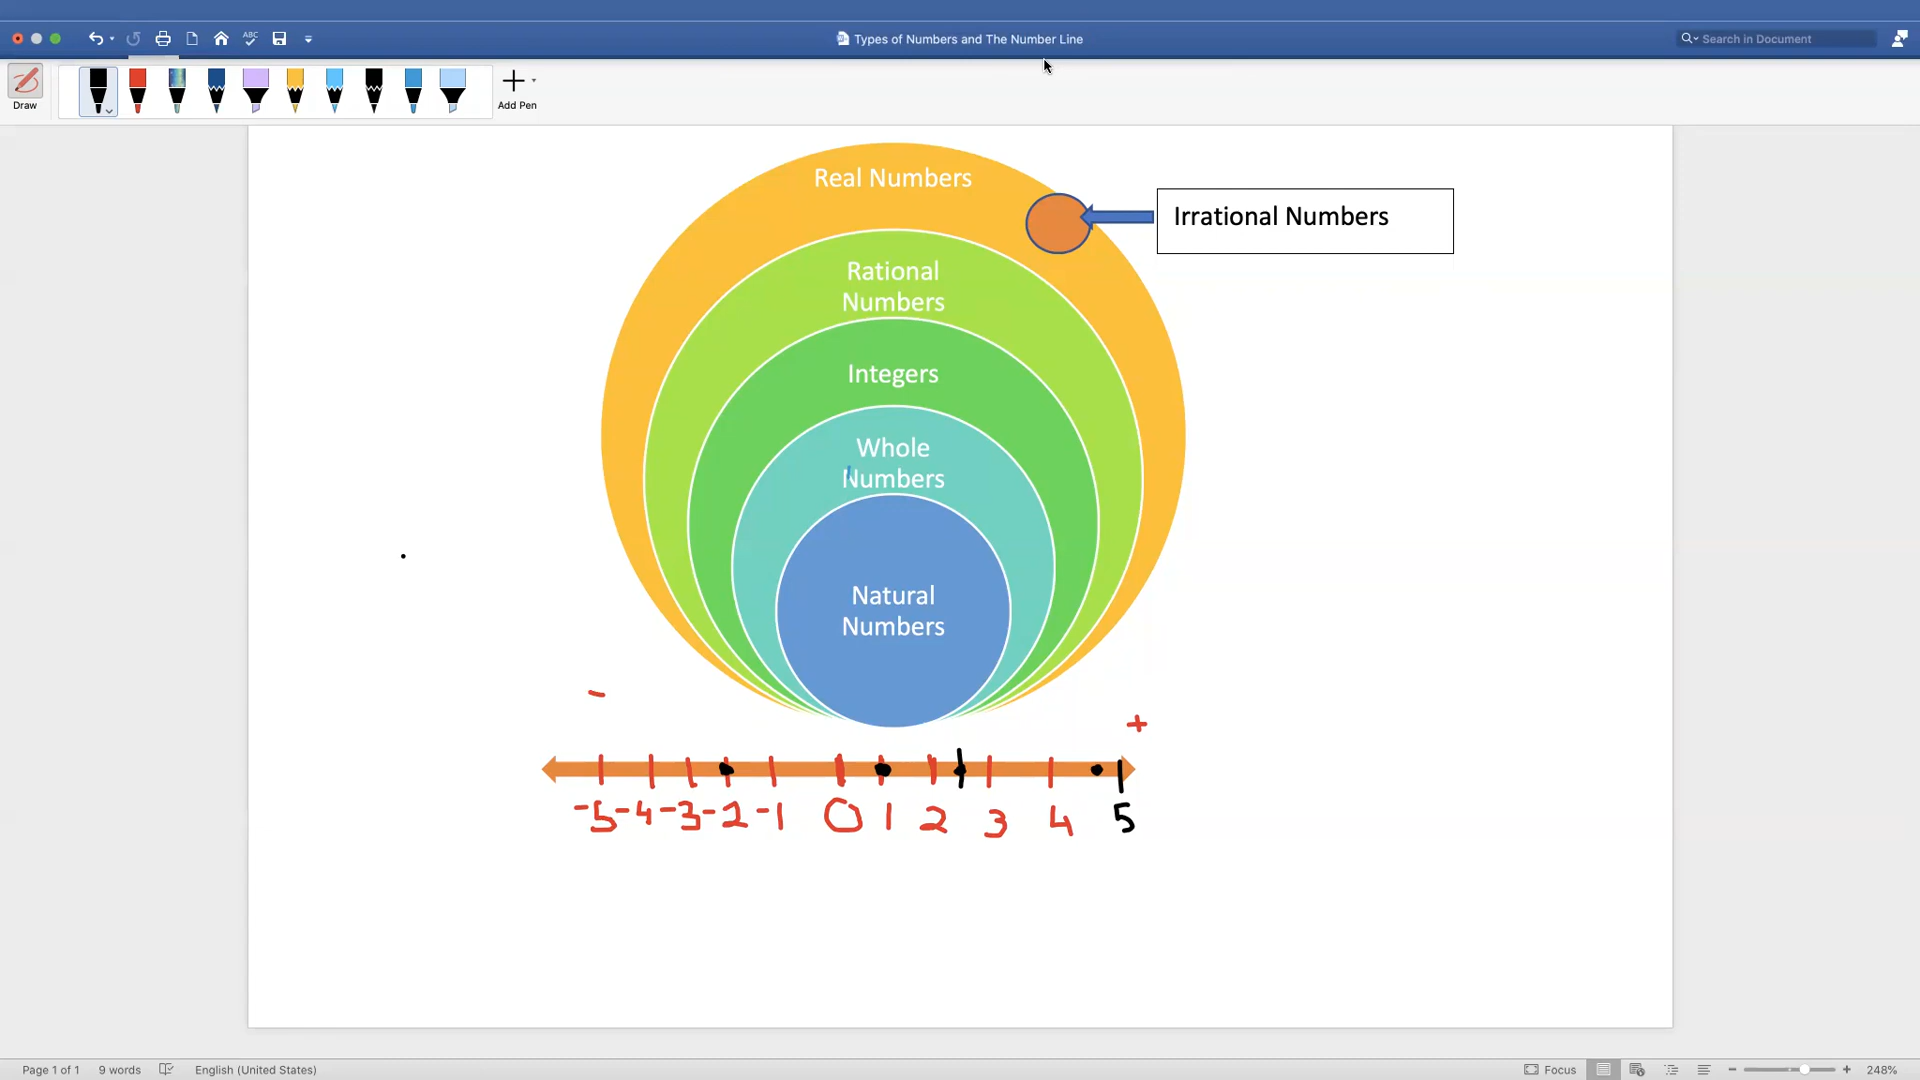 Types of Numbers and The Number Line
Search in Document
ABC
Draw
Add Pen
Real Numbers
Irrational Numbers
Rational
Numbers
Integers
Whole
Numbers
Natural
Numbers
-
+
-5 -4 -3 -2 -1 0 1 2 3 4 5
Page 1 of 1 9 words English (United States) Focus 248%